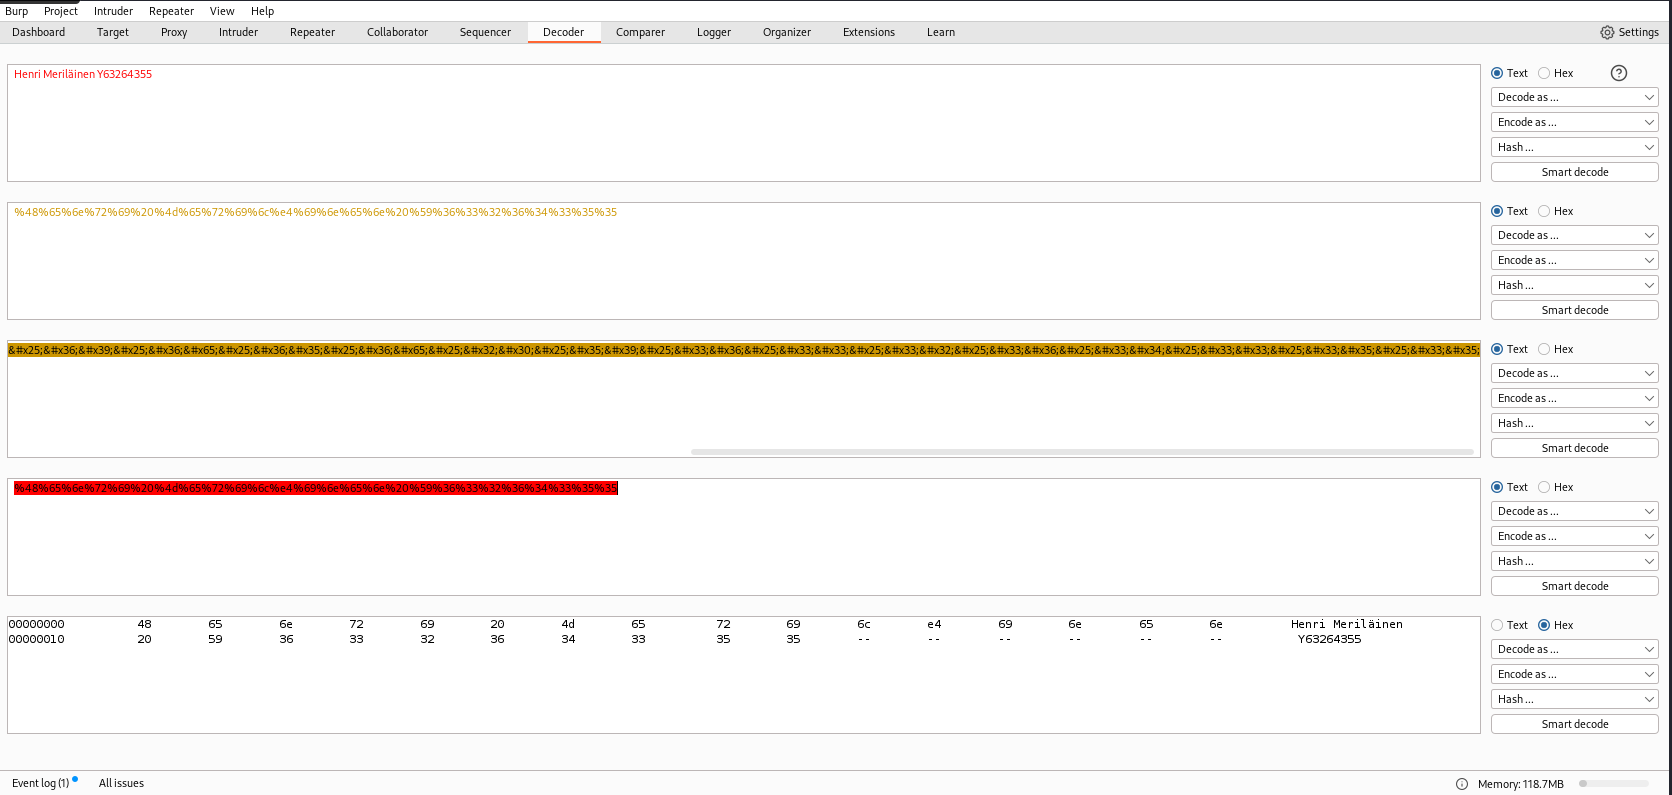 Burp Project Intruder Repeater View Help
Dashboard Target Proxy Intruder Repeater Collaborator Sequencer Decoder Comparer Logger Organizer Extensions Learn Settings
Henri Meriläinen Y63264355
Text Hex ?
Decode as ...
Encode as ...
Hash ...
Smart decode
%48%65%6e%72%69%20%4d%65%72%69%6c%e4%69%6e%65%6e%20%59%36%33%32%36%34%33%35%35
Text Hex
Decode as ...
Encode as ...
Hash ...
Smart decode
&#x25;&#x36;&#x39;&#x25;&#x36;&#x65;&#x25;&#x36;&#x35;&#x25;&#x36;&#x65;&#x25;&#x32;&#x30;&#x25;&#x35;&#x39;&#x25;&#x33;&#x36;&#x25;&#x33;&#x33;&#x25;&#x33;&#x32;&#x25;&#x33;&#x36;&#x25;&#x33;&#x34;&#x25;&#x33;&#x33;&#x25;&#x33;&#x35;&#x25;&#x33;&#x35;
Text Hex
Decode as ...
Encode as ...
Hash ...
Smart decode
%48%65%6e%72%69%20%4d%65%72%69%6c%e4%69%6e%65%6e%20%59%36%33%32%36%34%33%35%35
Text Hex
Decode as ...
Encode as ...
Hash ...
Smart decode
00000000 48 65 6e 72 69 20 4d 65 72 69 6c e4 69 6e 65 6e Henri Meriläinen
00000010 20 59 36 33 32 36 34 33 35 35 -- -- -- -- -- -- Y63264355
Text Hex
Decode as ...
Encode as ...
Hash ...
Smart decode
Event log (1) All issues Memory: 118.7MB